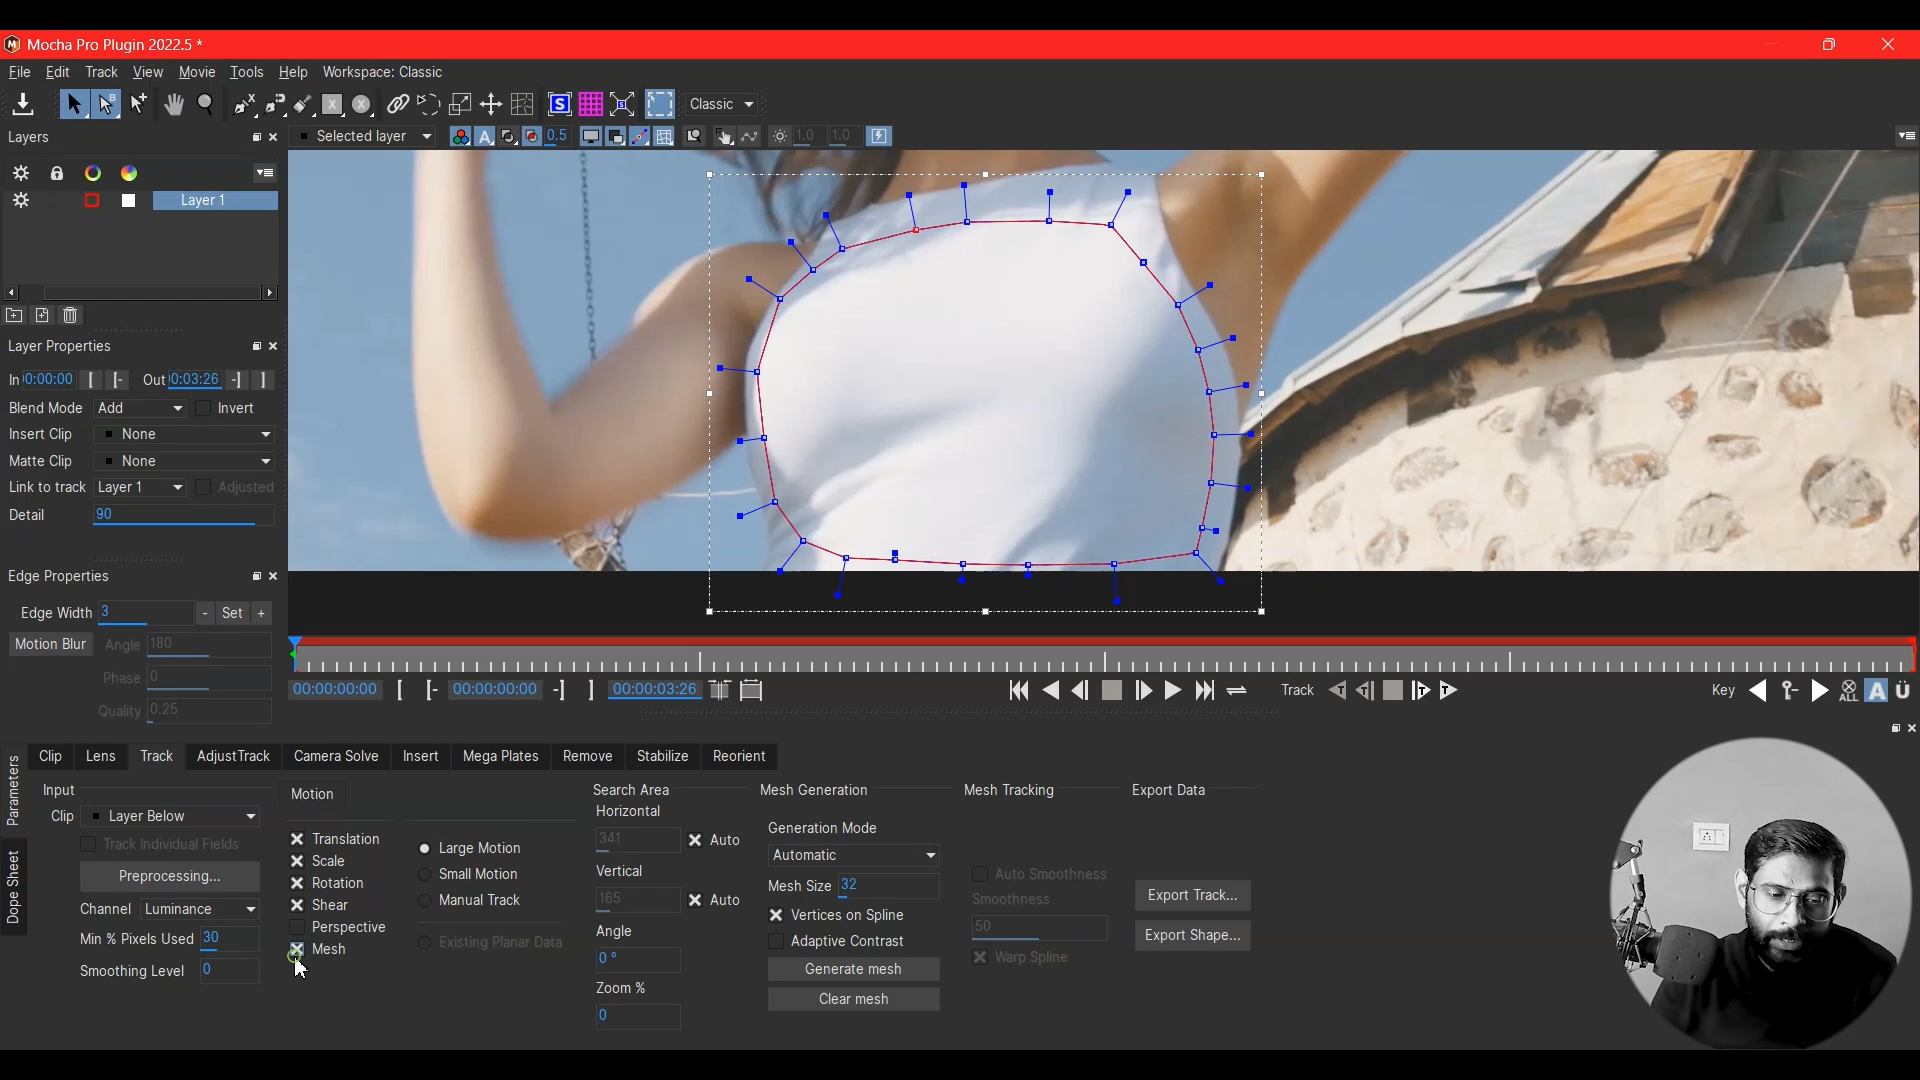 Mocha Pro Plugin 2022.5 *
File Edit Track View Movie Tools Help Workspace: Classic
Classic
Layers
Selected layer
0.5
1.0
1.0
Layer 1
Layer Properties
In 0:00:00 Out 0:03:26
Blend Mode Add Invert
Insert Clip None
Matte Clip None
Link to track Layer 1 Adjusted
Detail 90
Edge Properties
Edge Width 3 - Set +
Motion Blur Angle 180
Phase 0
Quality 0.25
00:00:00:00 00:00:00:00 00:00:03:26 Track Key ALL A Ü
Parameters
Dope Sheet
Clip Lens Track AdjustTrack Camera Solve Insert Mega Plates Remove Stabilize Reorient
Input
Clip Layer Below
Track Individual Fields
Preprocessing...
Channel Luminance
Min % Pixels Used 30
Smoothing Level 0
Motion
Translation
Scale
Rotation
Shear
Perspective
Mesh
Large Motion
Small Motion
Manual Track
Existing Planar Data
Search Area
Horizontal
341 Auto
Vertical
165 Auto
Angle
0 °
Zoom %
0
Mesh Generation
Generation Mode
Automatic
Mesh Size 32
Vertices on Spline
Adaptive Contrast
Generate mesh
Clear mesh
Mesh Tracking
Auto Smoothness
Smoothness
50
Warp Spline
Export Data
Export Track...
Export Shape...